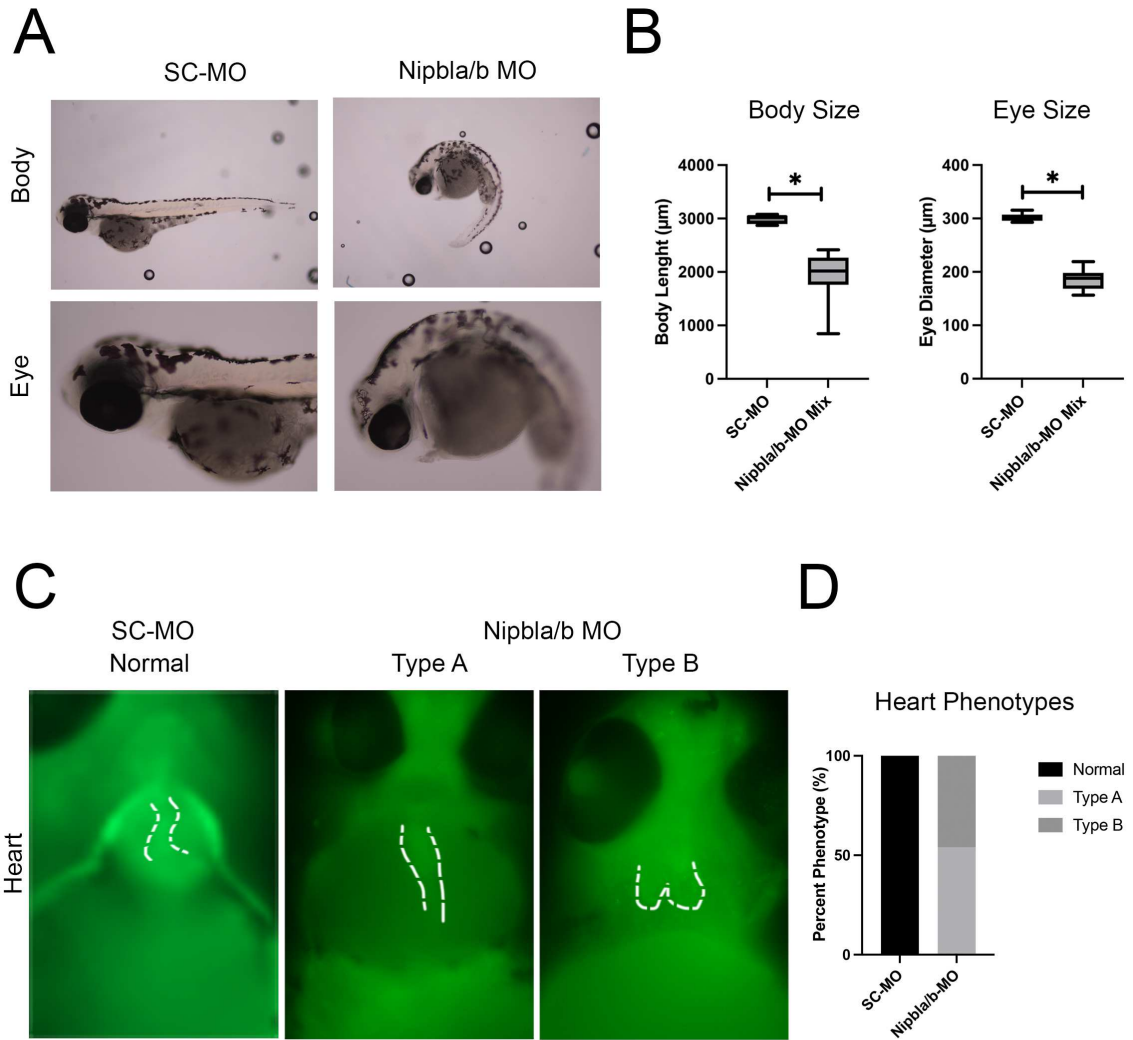 A
SC-MO
Nipbla/b MO
Body
Eye
B
Body Size
Eye Size
4000
3000
2000
1000
0
Body Lenght (µm)
*
SC-MO
Nipbla/b-MO Mix
400
300
200
100
0
Eye Diameter (µm)
*
SC-MO
Nipbla/b-MO Mix
C
SC-MO
Normal
Nipbla/b MO
Type A
Type B
Heart
D
Heart Phenotypes
100
50
0
Percent Phenotype (%)
SC-MO
Nipbla/b-MO
Normal
Type A
Type B